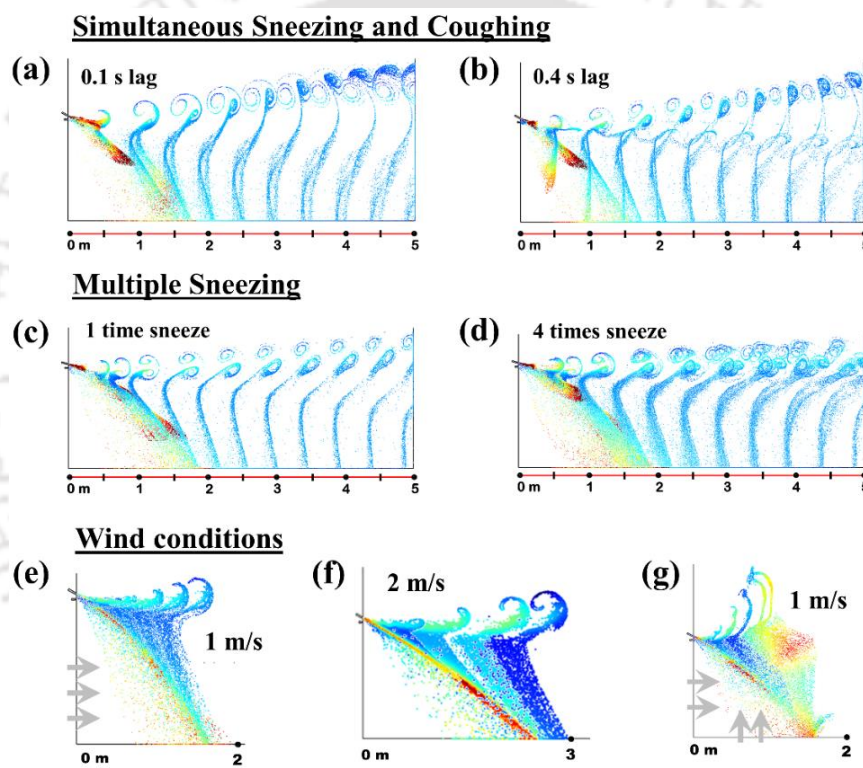 Simultaneous Sneezing and Coughing
(a) 0.1 s lag
(b) 0.4 s lag
0 m 1 2 3 4 5
0 m 1 2 3 4 5
Multiple Sneezing
(c) 1 time sneeze
(d) 4 times sneeze
0 m 1 2 3 4 5
0 m 1 2 3 4 5
Wind conditions
(e) 1 m/s
(f) 2 m/s
(g) 1 m/s
0 m 2
0 m 3
0 m 2